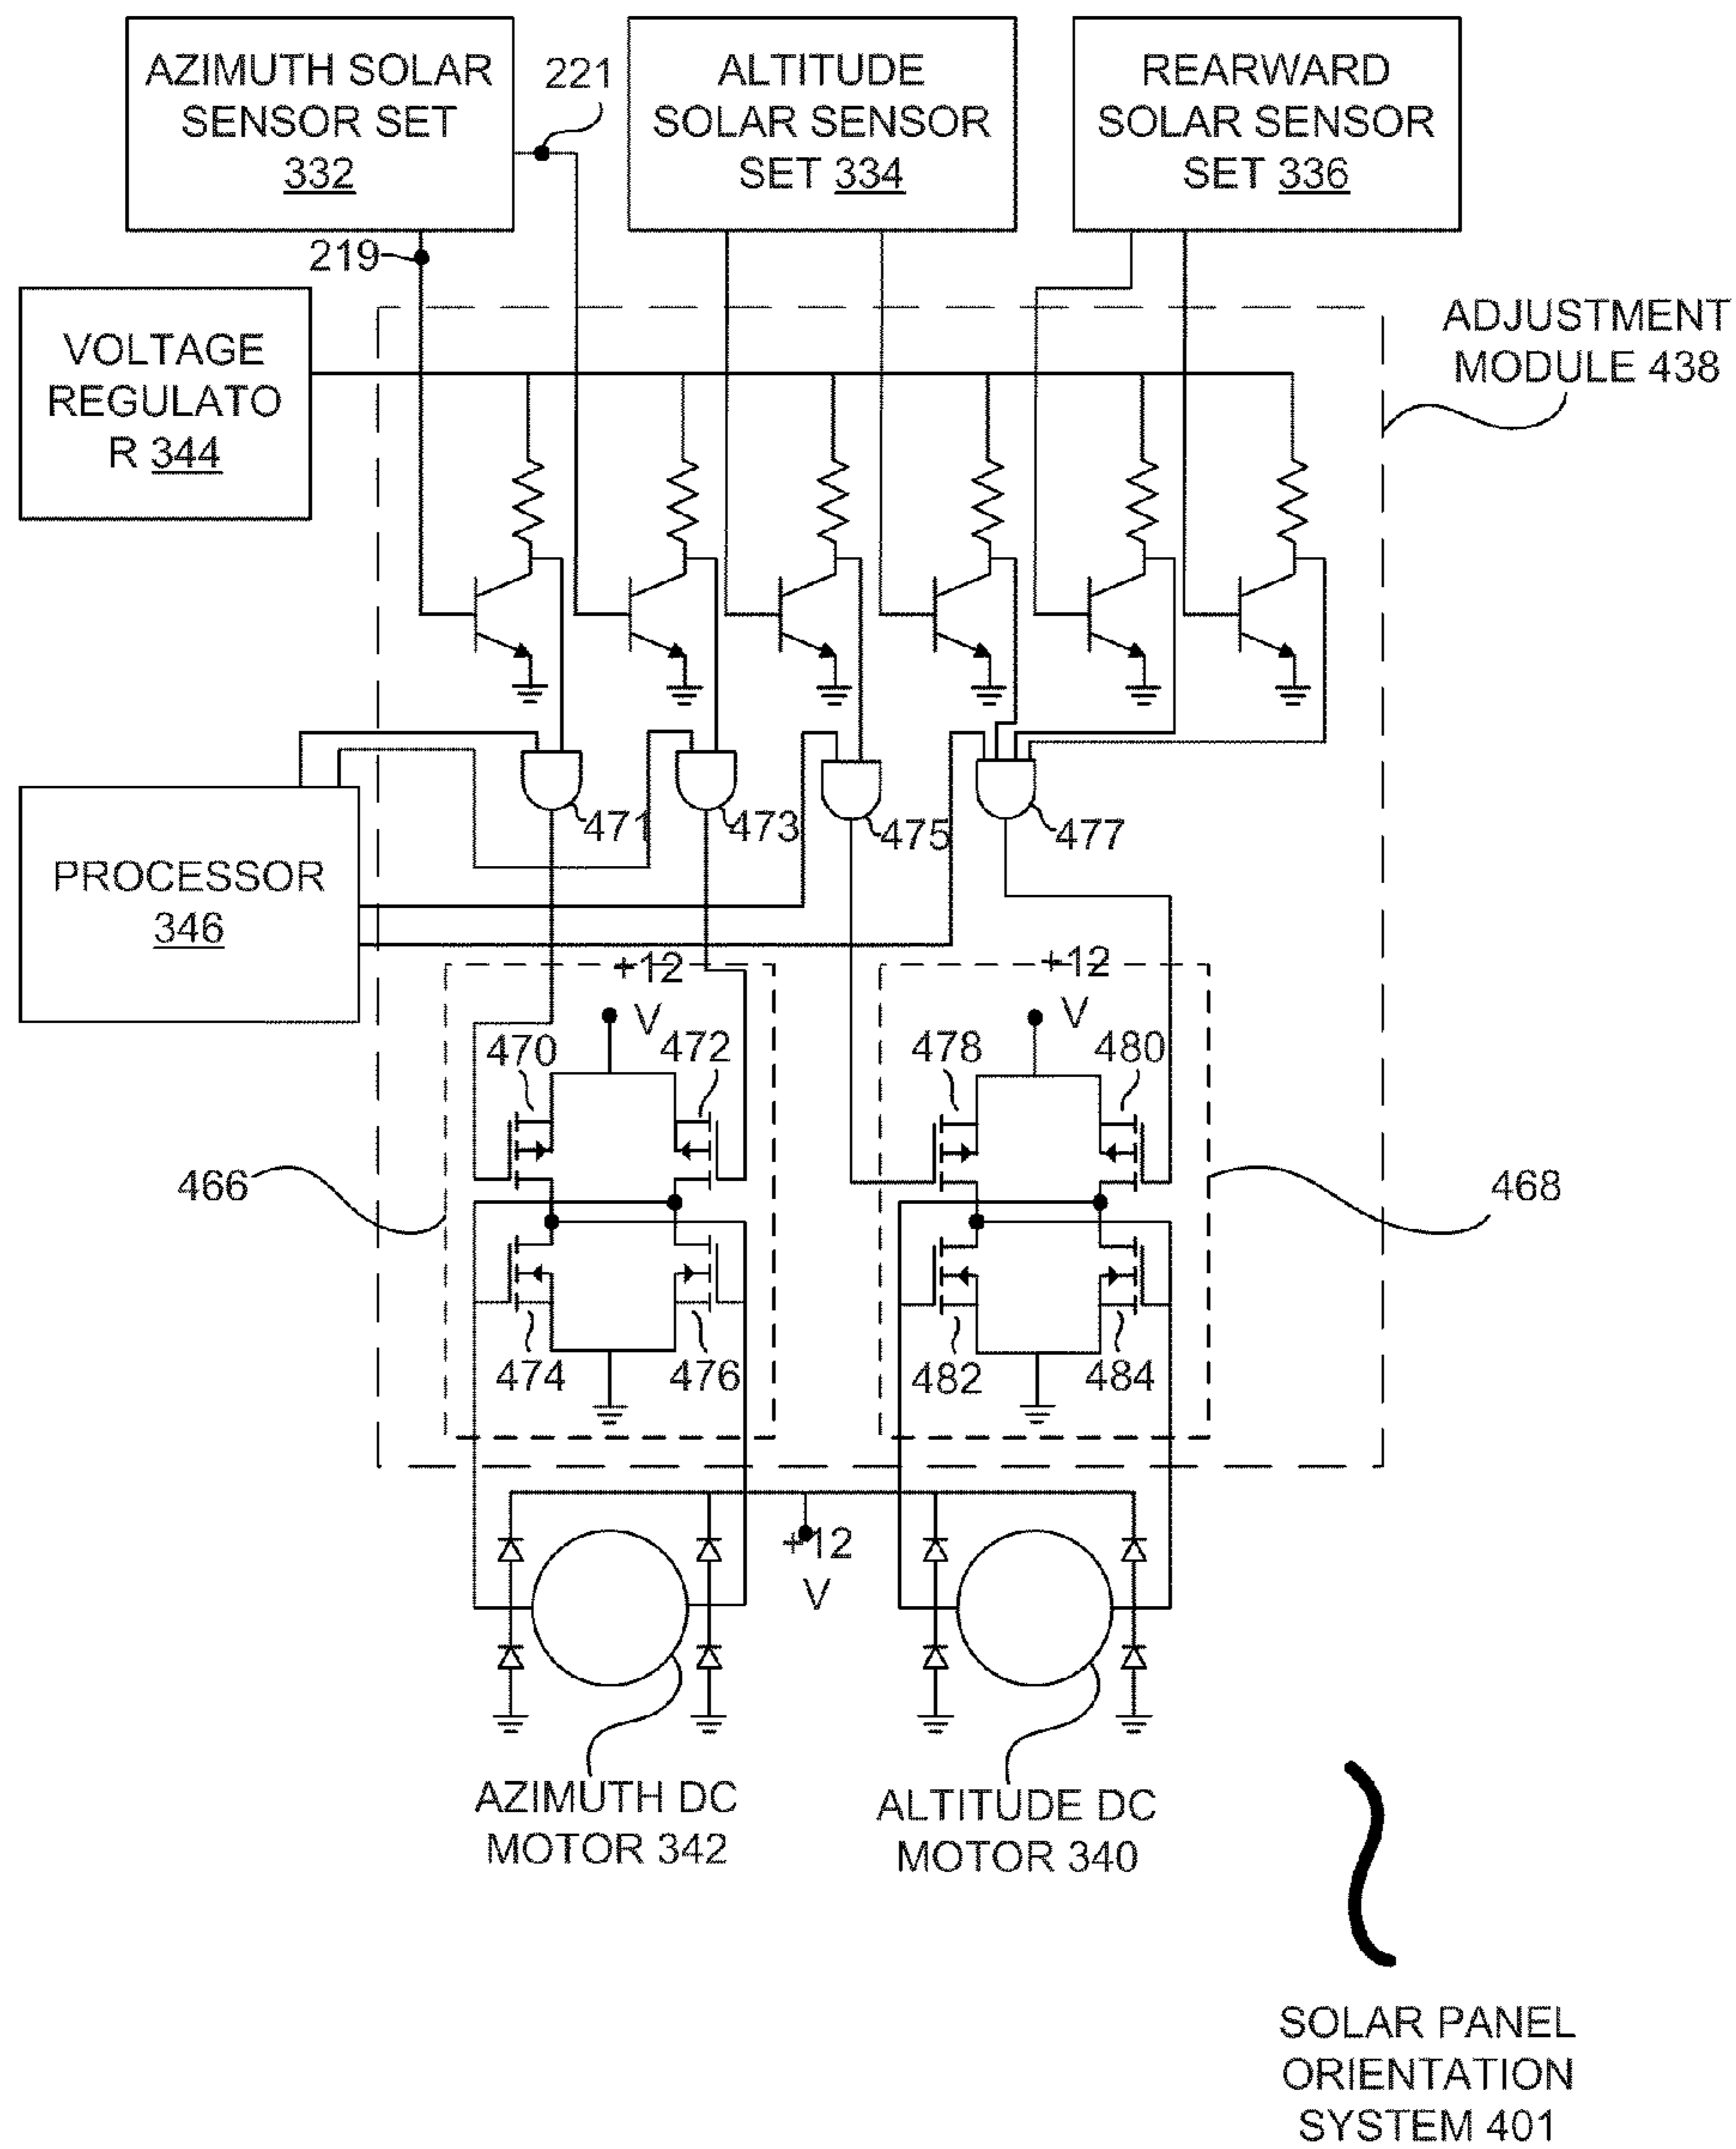 AZIMUTH SOLAR
SENSOR SET
332
221
ALTITUDE
SOLAR SENSOR
SET 334
REARWARD
SOLAR SENSOR
SET 336
219
VOLTAGE
REGULATO
R 344
ADJUSTMENT
MODULE 438
471
473
475
477
PROCESSOR
346
+12
V
+12
V
470
472
478
480
466
468
474
476
482
484
+12
V
AZIMUTH DC
MOTOR 342
ALTITUDE DC
MOTOR 340
SOLAR PANEL
ORIENTATION
SYSTEM 401